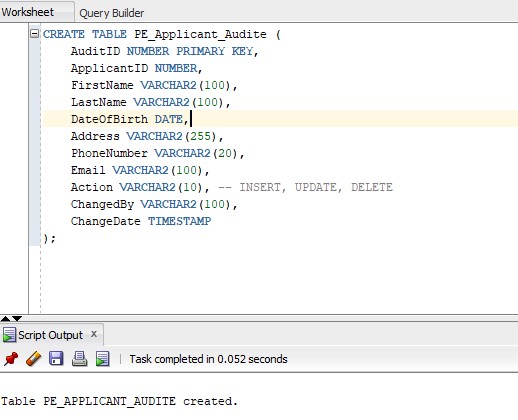 Worksheet Query Builder
CREATE TABLE PE_Applicant_Audite (
AuditID NUMBER PRIMARY KEY,
ApplicantID NUMBER,
FirstName VARCHAR2(100),
LastName VARCHAR2(100),
DateOfBirth DATE,
Address VARCHAR2(255),
PhoneNumber VARCHAR2(20),
Email VARCHAR2(100),
Action VARCHAR2(10), -- INSERT, UPDATE, DELETE
ChangedBy VARCHAR2(100),
ChangeDate TIMESTAMP
);
Script Output x
Task completed in 0.052 seconds
Table PE_APPLICANT_AUDITE created.